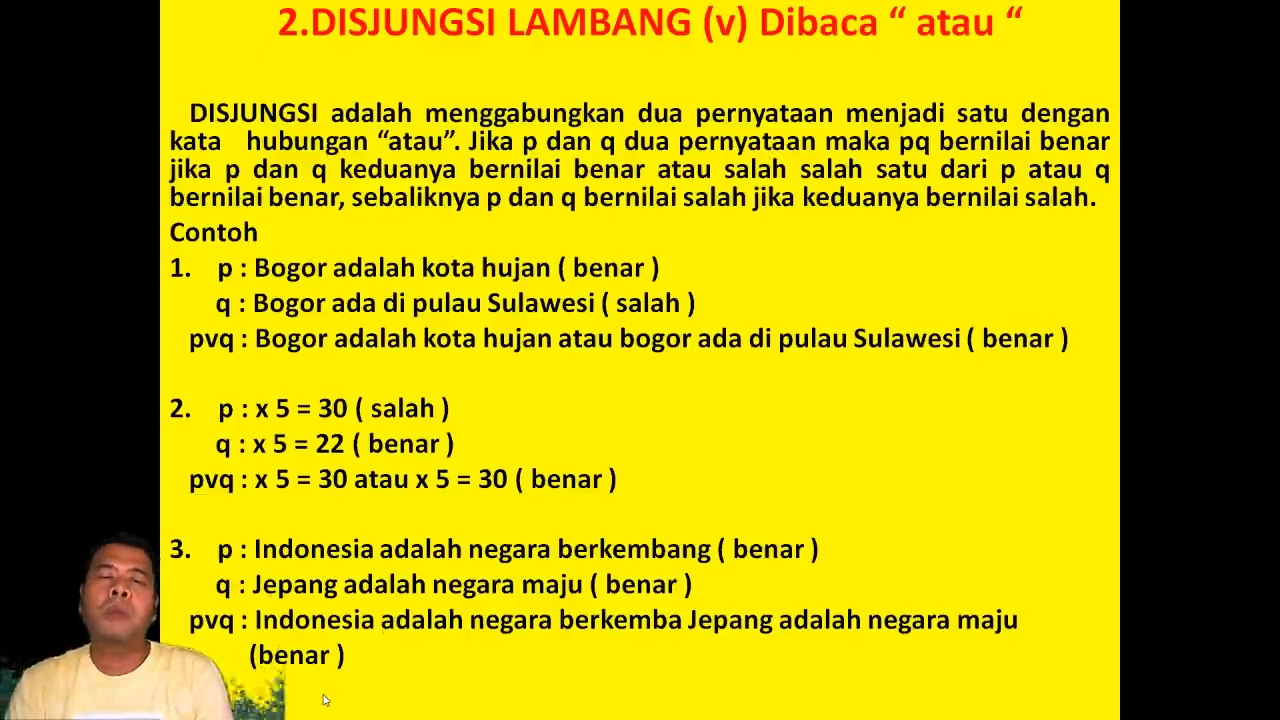 2.DISJUNGSI LAMBANG (v) Dibaca “ atau “
DISJUNGSI adalah menggabungkan dua pernyataan menjadi satu dengan
kata hubungan “atau”. Jika p dan q dua pernyataan maka pq bernilai benar
jika p dan q keduanya bernilai benar atau salah salah satu dari p atau q
bernilai benar, sebaliknya p dan q bernilai salah jika keduanya bernilai salah.
Contoh
1. p : Bogor adalah kota hujan ( benar )
q : Bogor ada di pulau Sulawesi ( salah )
pvq : Bogor adalah kota hujan atau bogor ada di pulau Sulawesi ( benar )
2. p : x 5 = 30 ( salah )
q : x 5 = 22 ( benar )
pvq : x 5 = 30 atau x 5 = 30 ( benar )
3. p : Indonesia adalah negara berkembang ( benar )
q : Jepang adalah negara maju ( benar )
pvq : Indonesia adalah negara berkemba Jepang adalah negara maju
(benar )